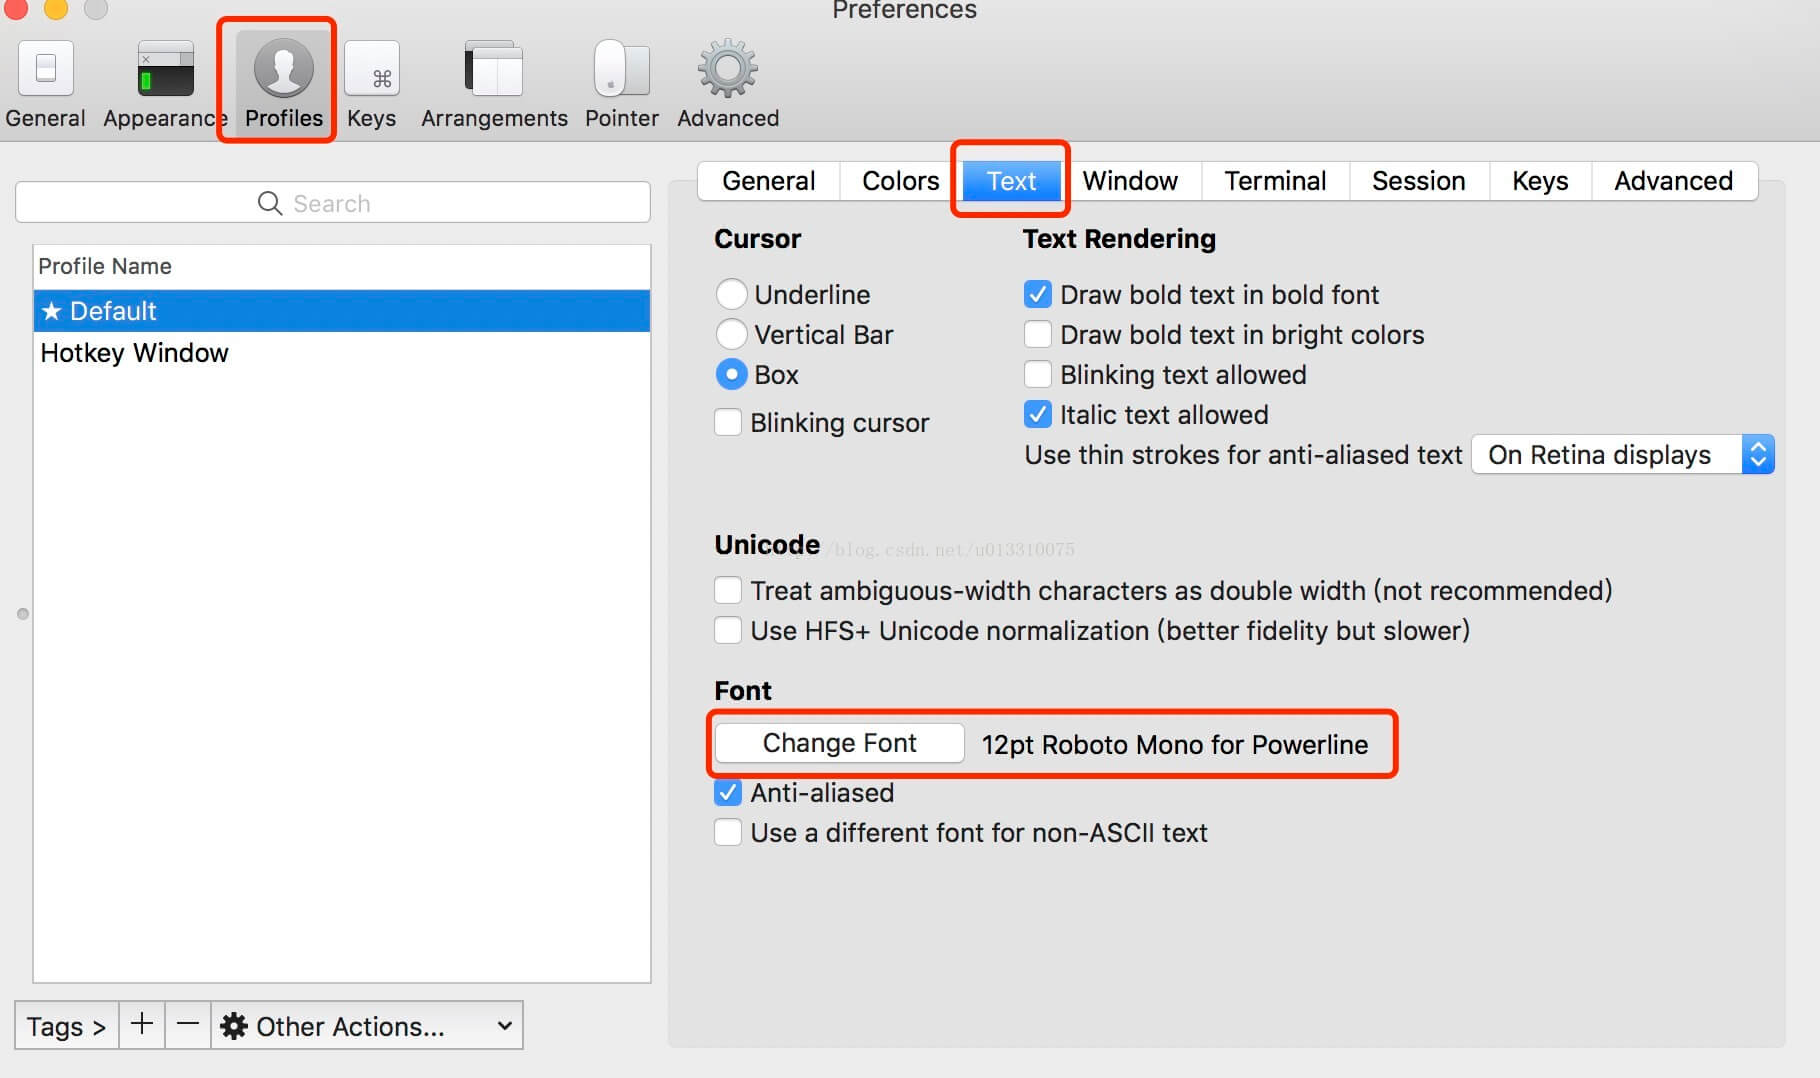 Preferences
General Appearance Profiles Keys Arrangements Pointer Advanced
Search
Profile Name
★ Default
Hotkey Window
Tags >
Other Actions...
General Colors Text Window Terminal Session Keys Advanced
Cursor
Underline
Vertical Bar
Box
Blinking cursor
Text Rendering
Draw bold text in bold font
Draw bold text in bright colors
Blinking text allowed
Italic text allowed
Use thin strokes for anti-aliased text On Retina displays
Unicode
/blog.csdn.net/u013310075
Treat ambiguous-width characters as double width (not recommended)
Use HFS+ Unicode normalization (better fidelity but slower)
Font
Change Font 12pt Roboto Mono for Powerline
Anti-aliased
Use a different font for non-ASCII text